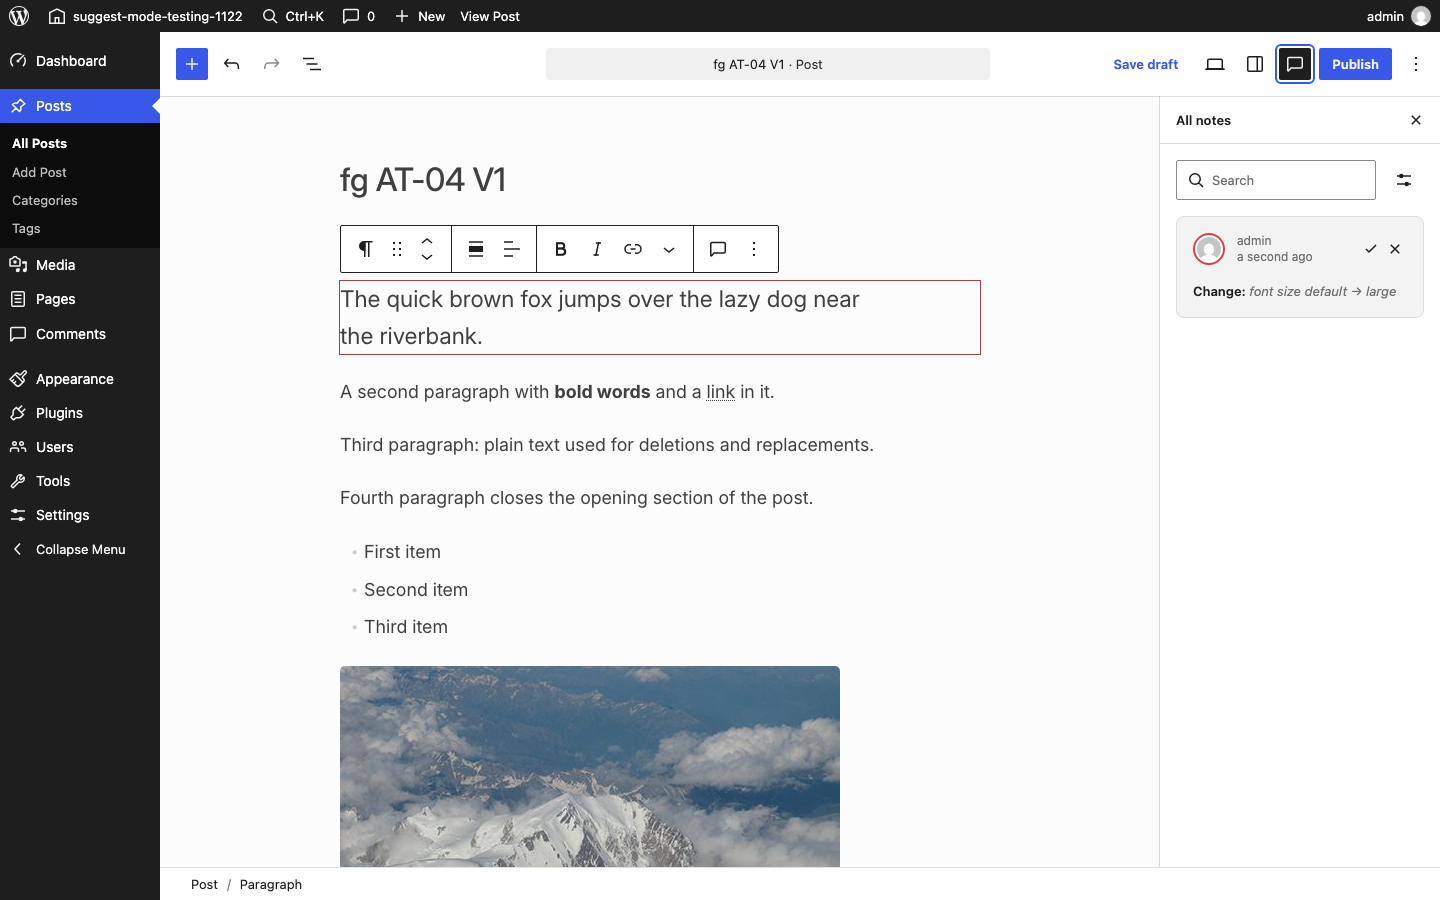 suggest-mode-testing-1122 Ctrl+K 0 New View Post admin
Dashboard
Posts
All Posts
Add Post
Categories
Tags
Media
Pages
Comments
Appearance
Plugins
Users
Tools
Settings
Collapse Menu
fg AT-04 V1 · Post
Save draft
Publish
fg AT-04 V1
The quick brown fox jumps over the lazy dog near
the riverbank.
A second paragraph with bold words and a link in it.
Third paragraph: plain text used for deletions and replacements.
Fourth paragraph closes the opening section of the post.
• First item
• Second item
• Third item
All notes
Search
admin
a second ago
Change: font size default → large
Post / Paragraph